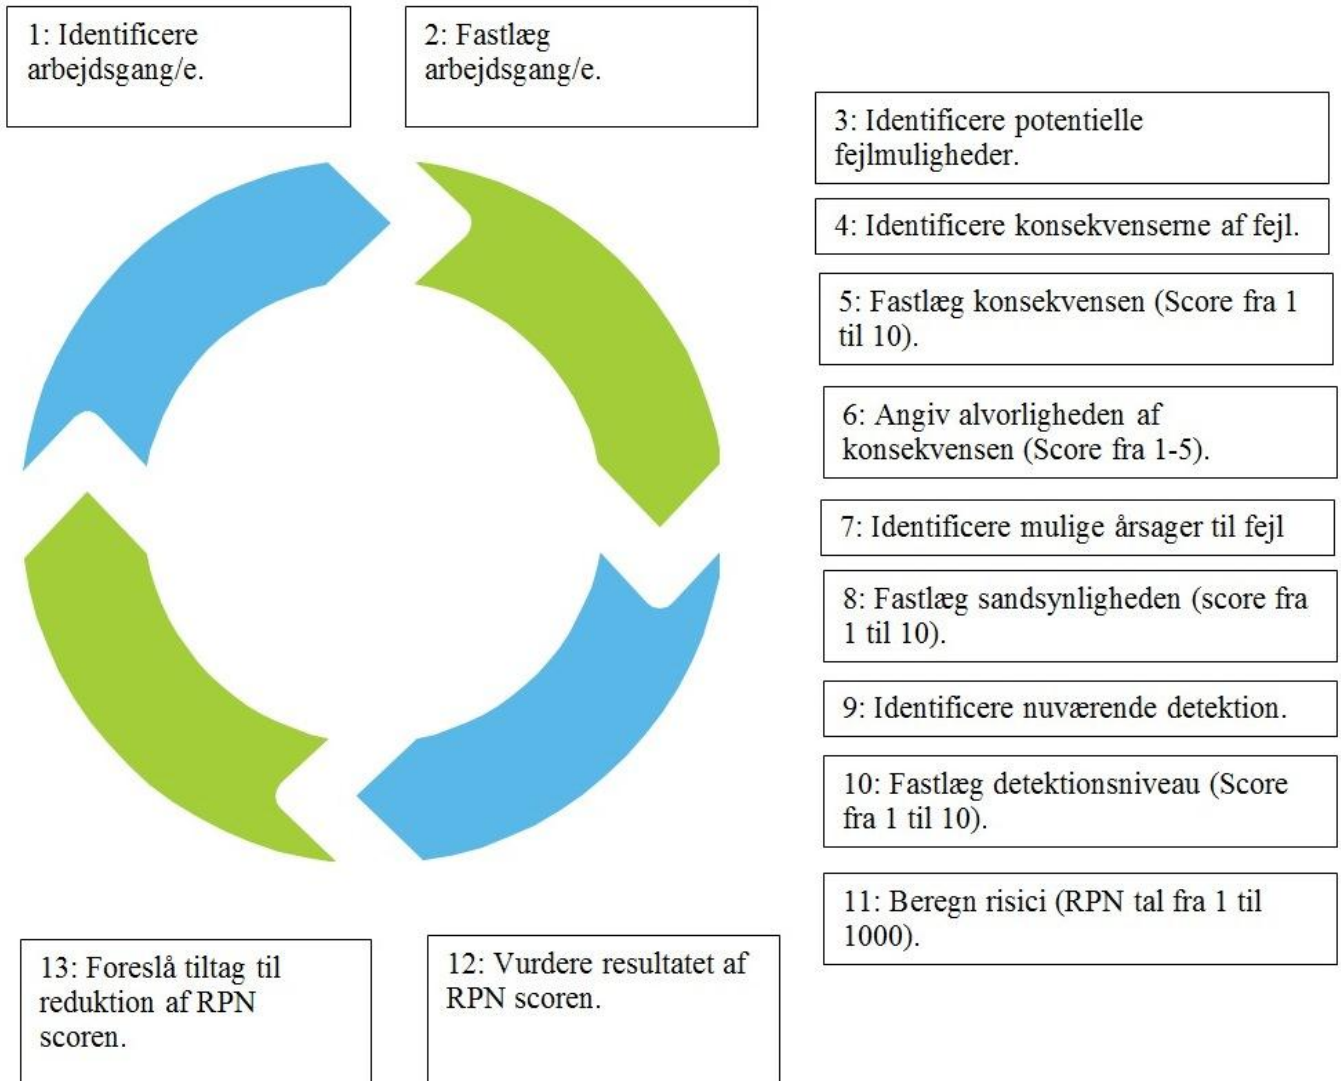 1: Identificere
arbejdsgang/e.
2: Fastlæg
arbejdsgang/e.
3: Identificere potentielle
fejlmuligheder.
4: Identificere konsekvenserne af fejl.
5: Fastlæg konsekvensen (Score fra 1
til 10).
6: Angiv alvorligheden af
konsekvensen (Score fra 1-5).
7: Identificere mulige årsager til fejl
8: Fastlæg sandsynligheden (score fra
1 til 10).
9: Identificere nuværende detektion.
10: Fastlæg detektionsniveau (Score
fra 1 til 10).
11: Beregn risici (RPN tal fra 1 til
1000).
12: Vurdere resultatet af
RPN scoren.
13: Foreslå tiltag til
reduktion af RPN
scoren.